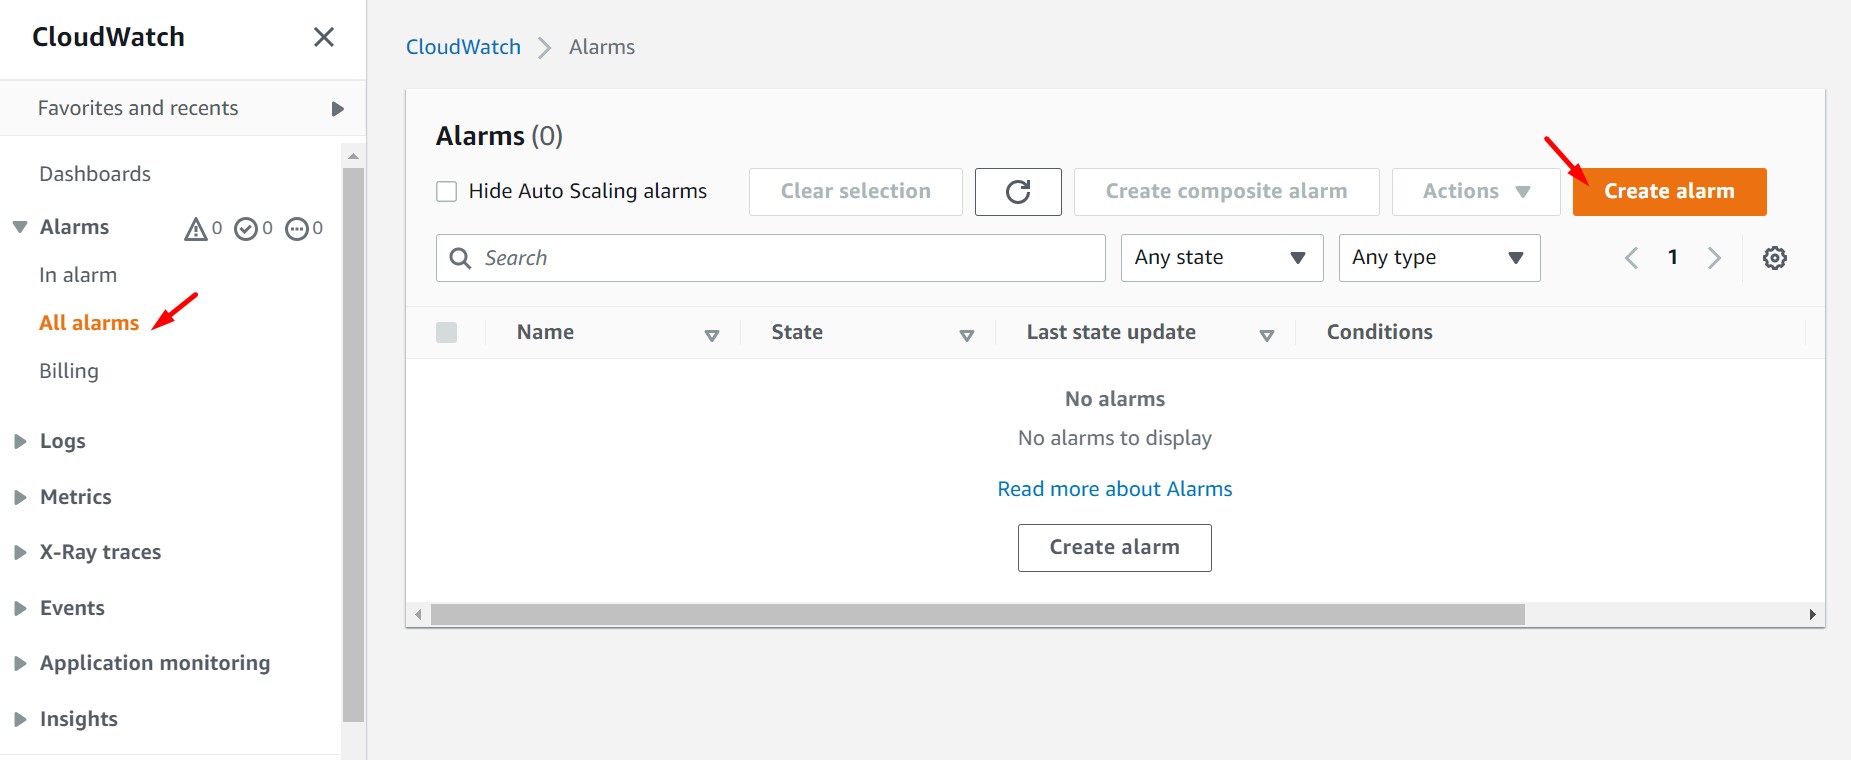 CloudWatch
Favorites and recents
Dashboards
Alarms 0 0 0
In alarm
All alarms
Billing
Logs
Metrics
X-Ray traces
Events
Application monitoring
Insights
CloudWatch Alarms
Alarms (0)
Hide Auto Scaling alarms Clear selection Create composite alarm Actions Create alarm
Search Any state Any type 1
Name State Last state update Conditions
No alarms
No alarms to display
Read more about Alarms
Create alarm